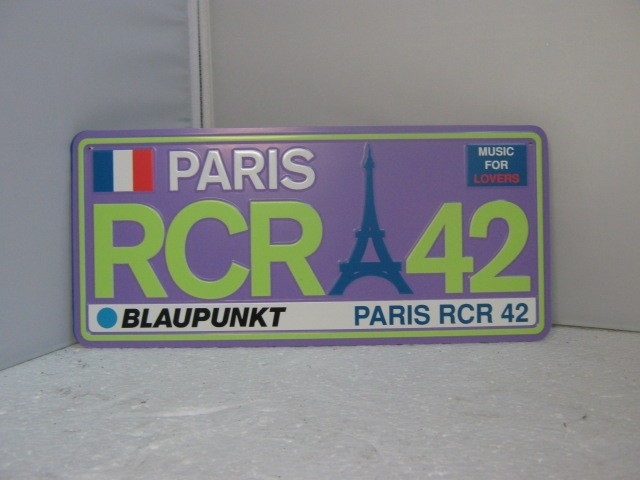 PARIS
MUSIC
FOR
LOVERS
RCR 42
BLAUPUNKT
PARIS RCR 42